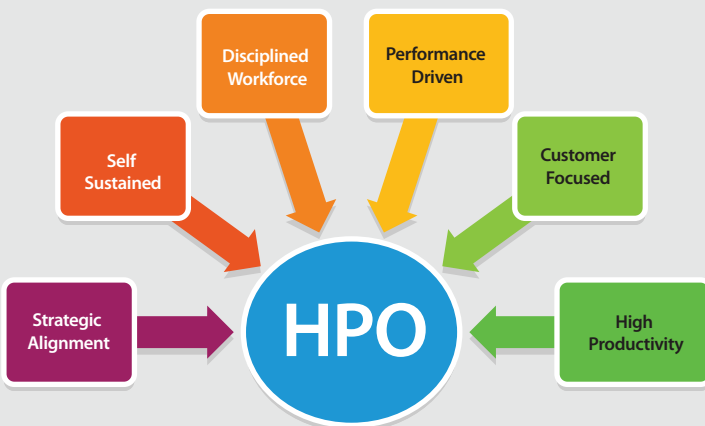 Disciplined
Workforce
Performance
Driven
Self
Sustained
Customer
Focused
Strategic
Alignment
HPO
High
Productivity